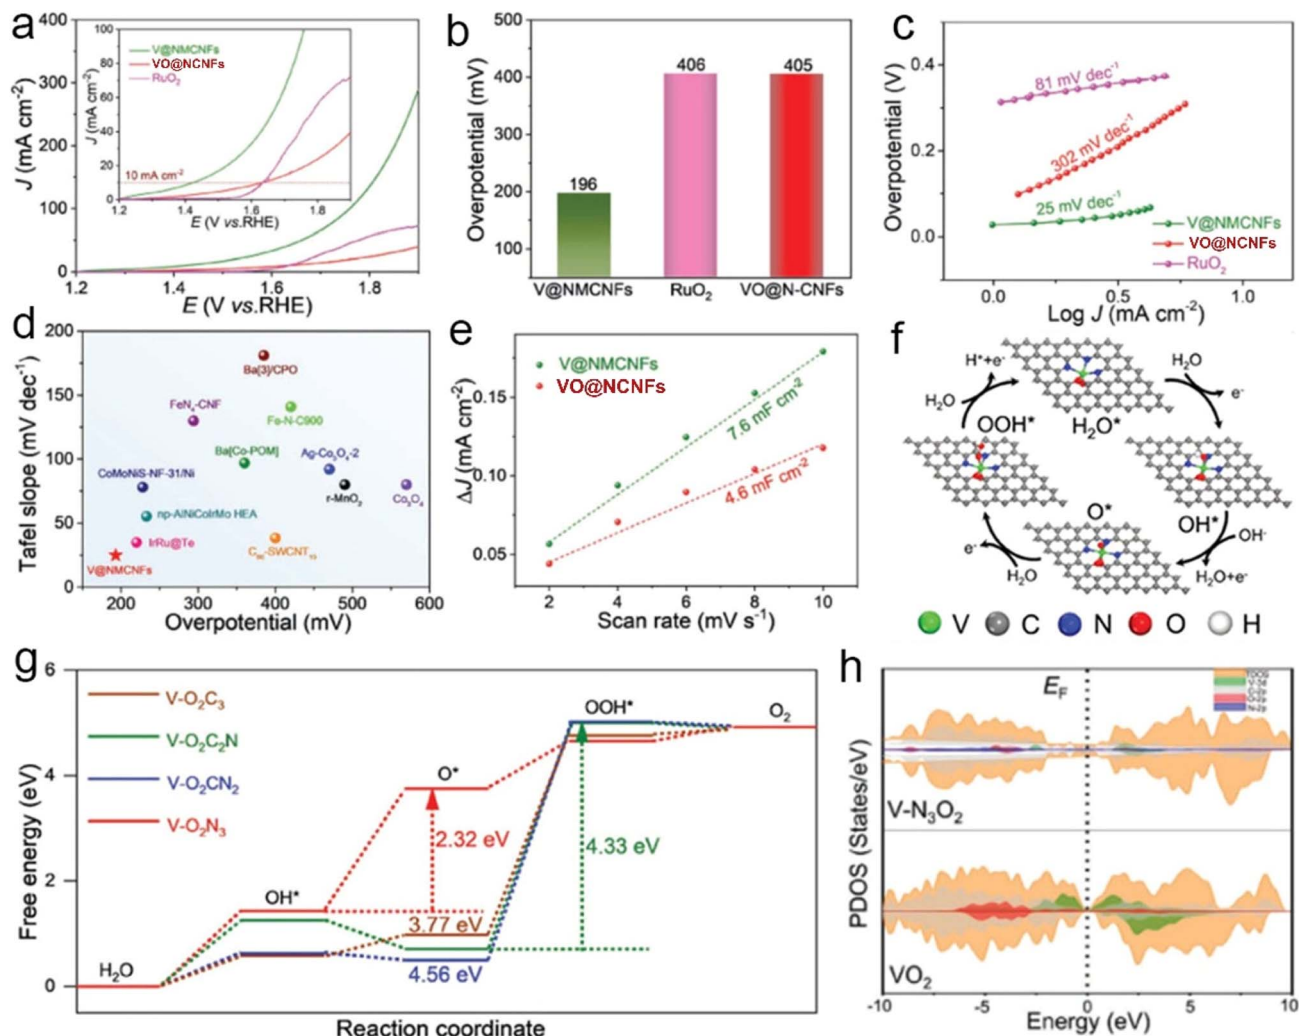 a
400
300
200
100
0
J (mA cm⁻²)
1.2 1.4 1.6 1.8
E (V vs.RHE)
100
80
60
40
20
0
J (mA cm⁻²)
V@NMCNFs
VO@NCNFs
RuO₂
10 mA cm⁻²
1.2 1.4 1.6 1.8
E (V vs.RHE)
b
500
400
300
200
100
Overpotential (mV)
196
406
405
V@NMCNFs RuO₂ VO@N-CNFs
c
0.4
0.2
0.0
Overpotential (V)
81 mV dec⁻¹
302 mV dec⁻¹
25 mV dec⁻¹
V@NMCNFs
VO@NCNFs
RuO₂
0.0 0.5 1.0
Log J (mA cm⁻²)
d
200
150
100
50
0
Tafel slope (mV dec⁻¹)
Ba[3]/CPO
FeN₄-CNF
Fe-N-C900
Ba[Co-POM]
Ag-Co₃O₄-2
CoMoNiS-NF-31/Ni
r-MnO₂
Co₃O₄
np-AlNiCoIrMo HEA
IrRu@Te
C₆₀-SWCNT₁₅
V@NMCNFs
200 300 400 500 600
Overpotential (mV)
e
0.15
0.10
0.05
ΔJ (mA cm⁻²)
V@NMCNFs
VO@NCNFs
7.6 mF cm⁻²
4.6 mF cm⁻²
2 4 6 8 10
Scan rate (mV s⁻¹)
f
H⁺+e⁻
H₂O
H₂O
e⁻
OOH*
H₂O*
O*
OH*
OH⁻
e⁻
H₂O
H₂O+e⁻
V C N O H
g
6
4
2
0
Free energy (eV)
V-O₂C₃
V-O₂C₂N
V-O₂CN₂
V-O₂N₃
H₂O
OH*
O*
OOH*
O₂
2.32 eV
4.33 eV
3.77 eV
4.56 eV
Reaction coordinate
h
E_F
TDOS
V-3d
C-2p
O-2p
N-2p
PDOS (States/eV)
V-N₃O₂
VO₂
-10 -5 0 5 10
Energy (eV)